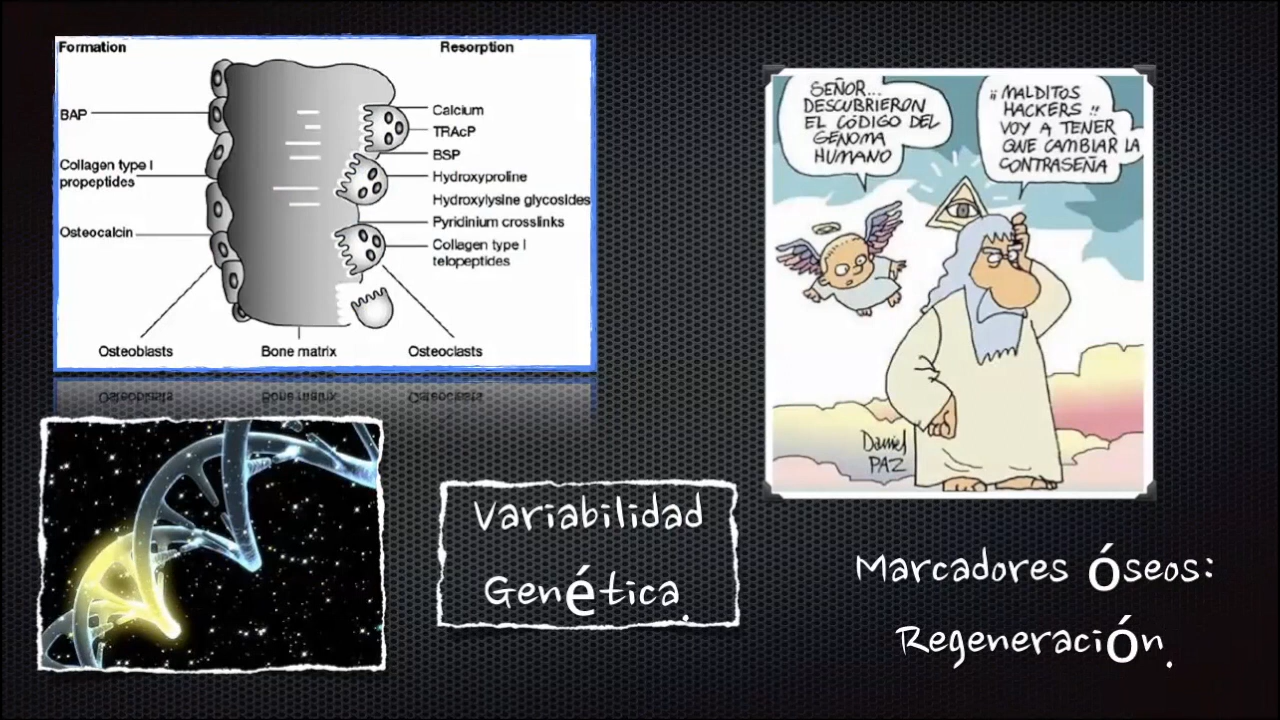 Formation
Resorption
BAP
Collagen type I
propeptides
Osteocalcin
Calcium
TRAcP
BSP
Hydroxyproline
Hydroxylysine glycosides
Pyridinium crosslinks
Collagen type I
telopeptides
Osteoblasts
Bone matrix
Osteoclasts
SEÑOR...
DESCUBRIERON
EL CÓDIGO DEL
GENOMA
HUMANO
¡¡MALDITOS
HACKERS!!
VOY A TENER
QUE CAMBIAR LA
CONTRASEÑA
Daniel
PAZ
Variabilidad
Genética.
Marcadores óseos:
Regeneración.